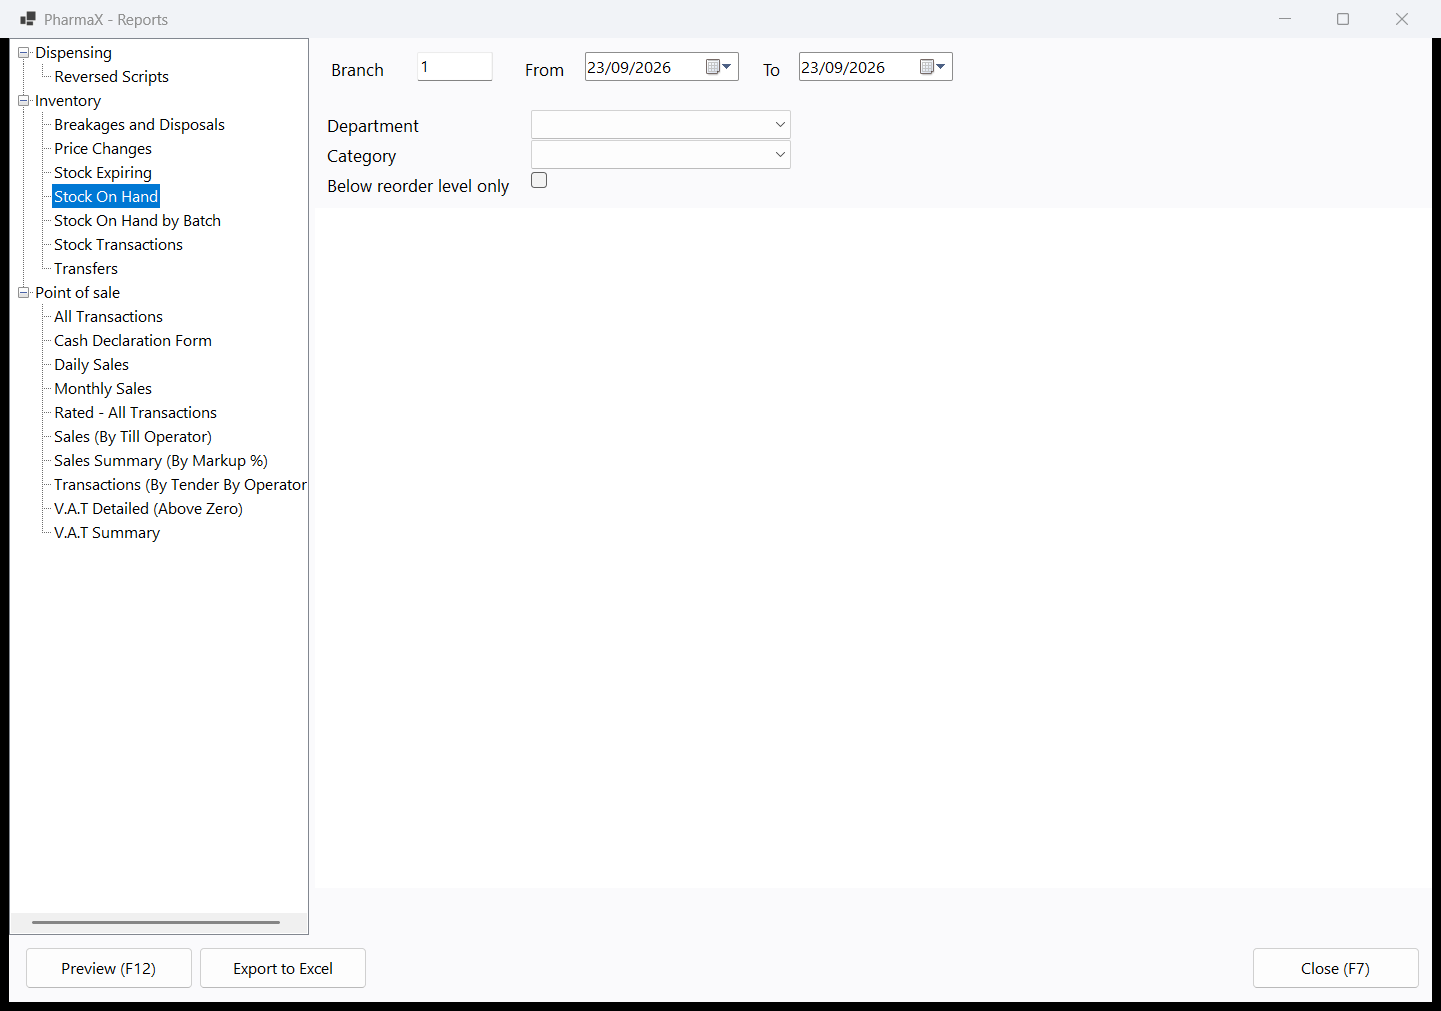 PharmaX - Reports
Dispensing
Reversed Scripts
Inventory
Breakages and Disposals
Price Changes
Stock Expiring
Stock On Hand
Stock On Hand by Batch
Stock Transactions
Transfers
Point of sale
All Transactions
Cash Declaration Form
Daily Sales
Monthly Sales
Rated - All Transactions
Sales (By Till Operator)
Sales Summary (By Markup %)
Transactions (By Tender By Operator
V.A.T Detailed (Above Zero)
V.A.T Summary
Branch 1 From 23/09/2026 To 23/09/2026
Department
Category
Below reorder level only
Preview (F12) Export to Excel Close (F7)